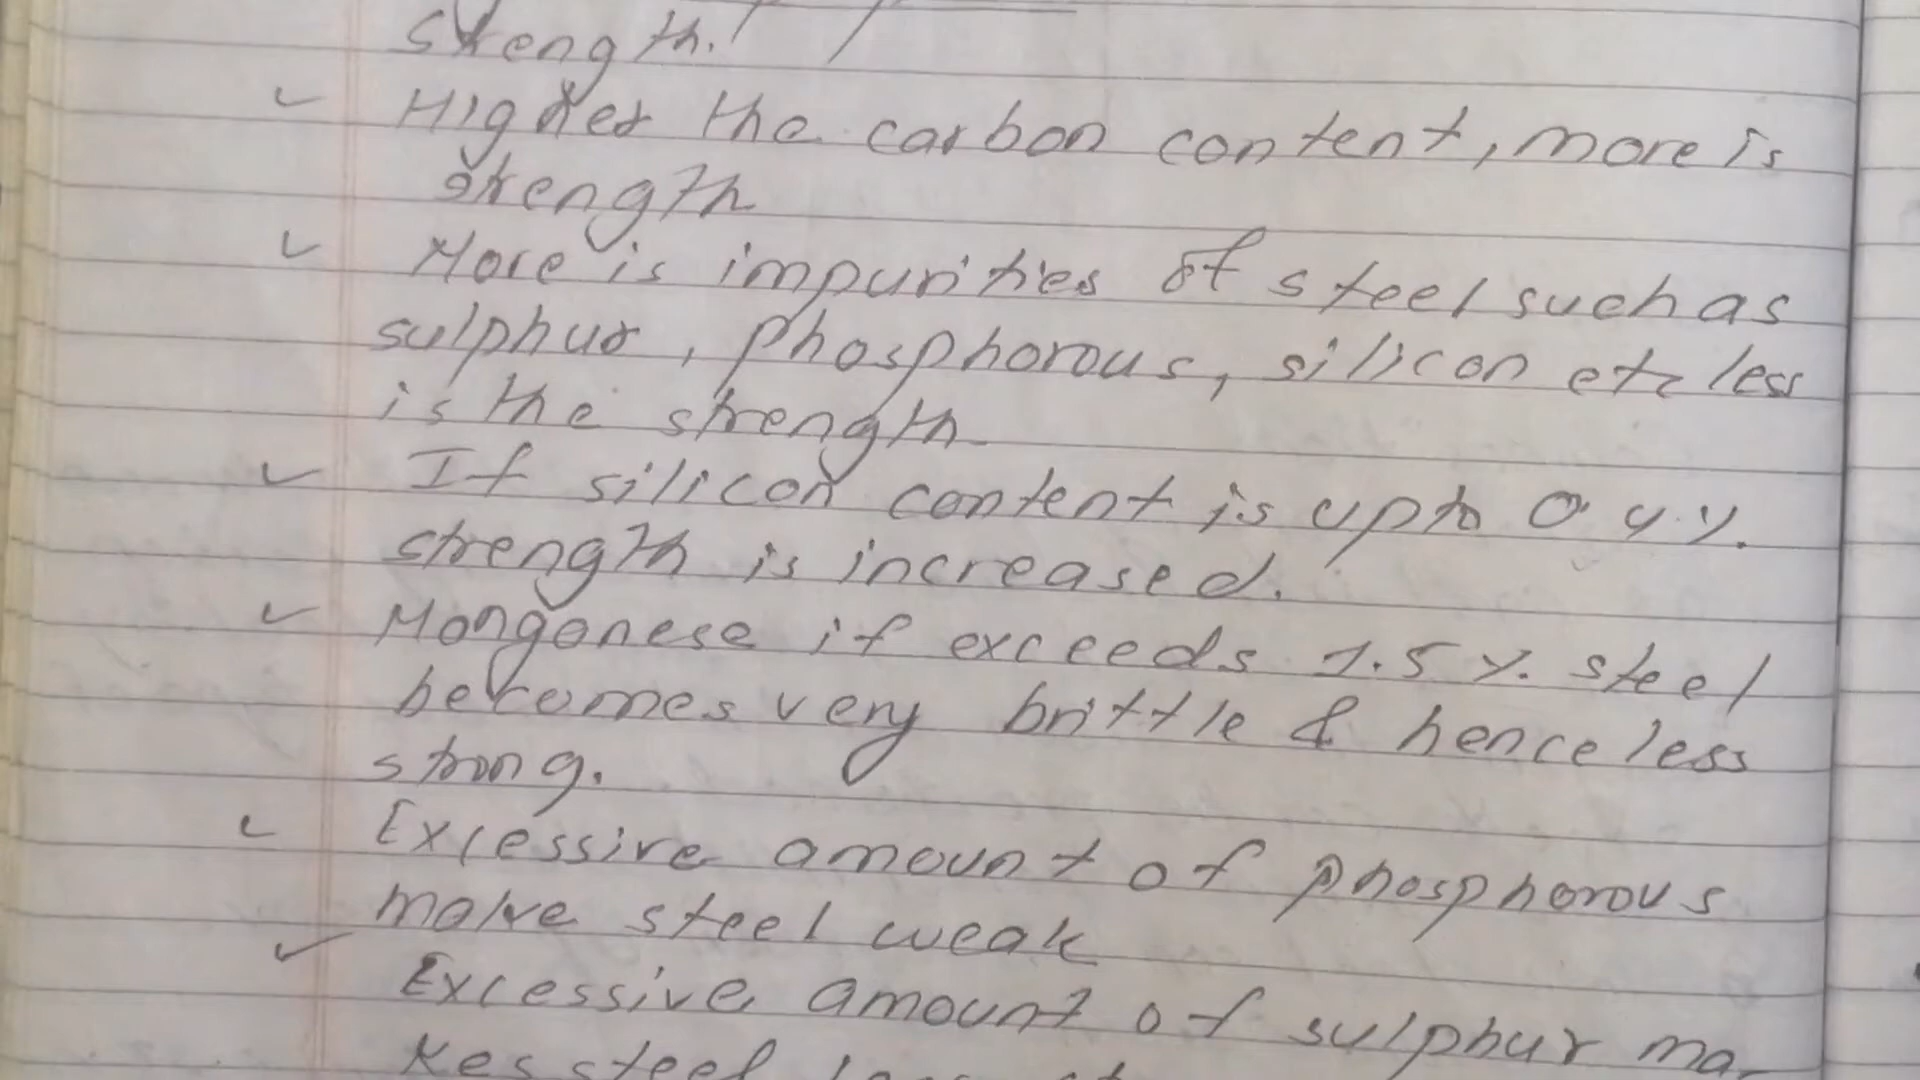 strength.
✓ Higher the carbon content, more is
strength
✓ More is impurities of steel such as
sulphur, phosphorous, silicon etc less
is the strength
✓ If silicon content is upto 0.4%.
strength is increased.
✓ Manganese if exceeds 1.5%. steel
becomes very brittle & hence less
strong.
✓ Excessive amount of phosphorous
make steel weak
✓ Excessive amount of sulphur ma-
kes steel less